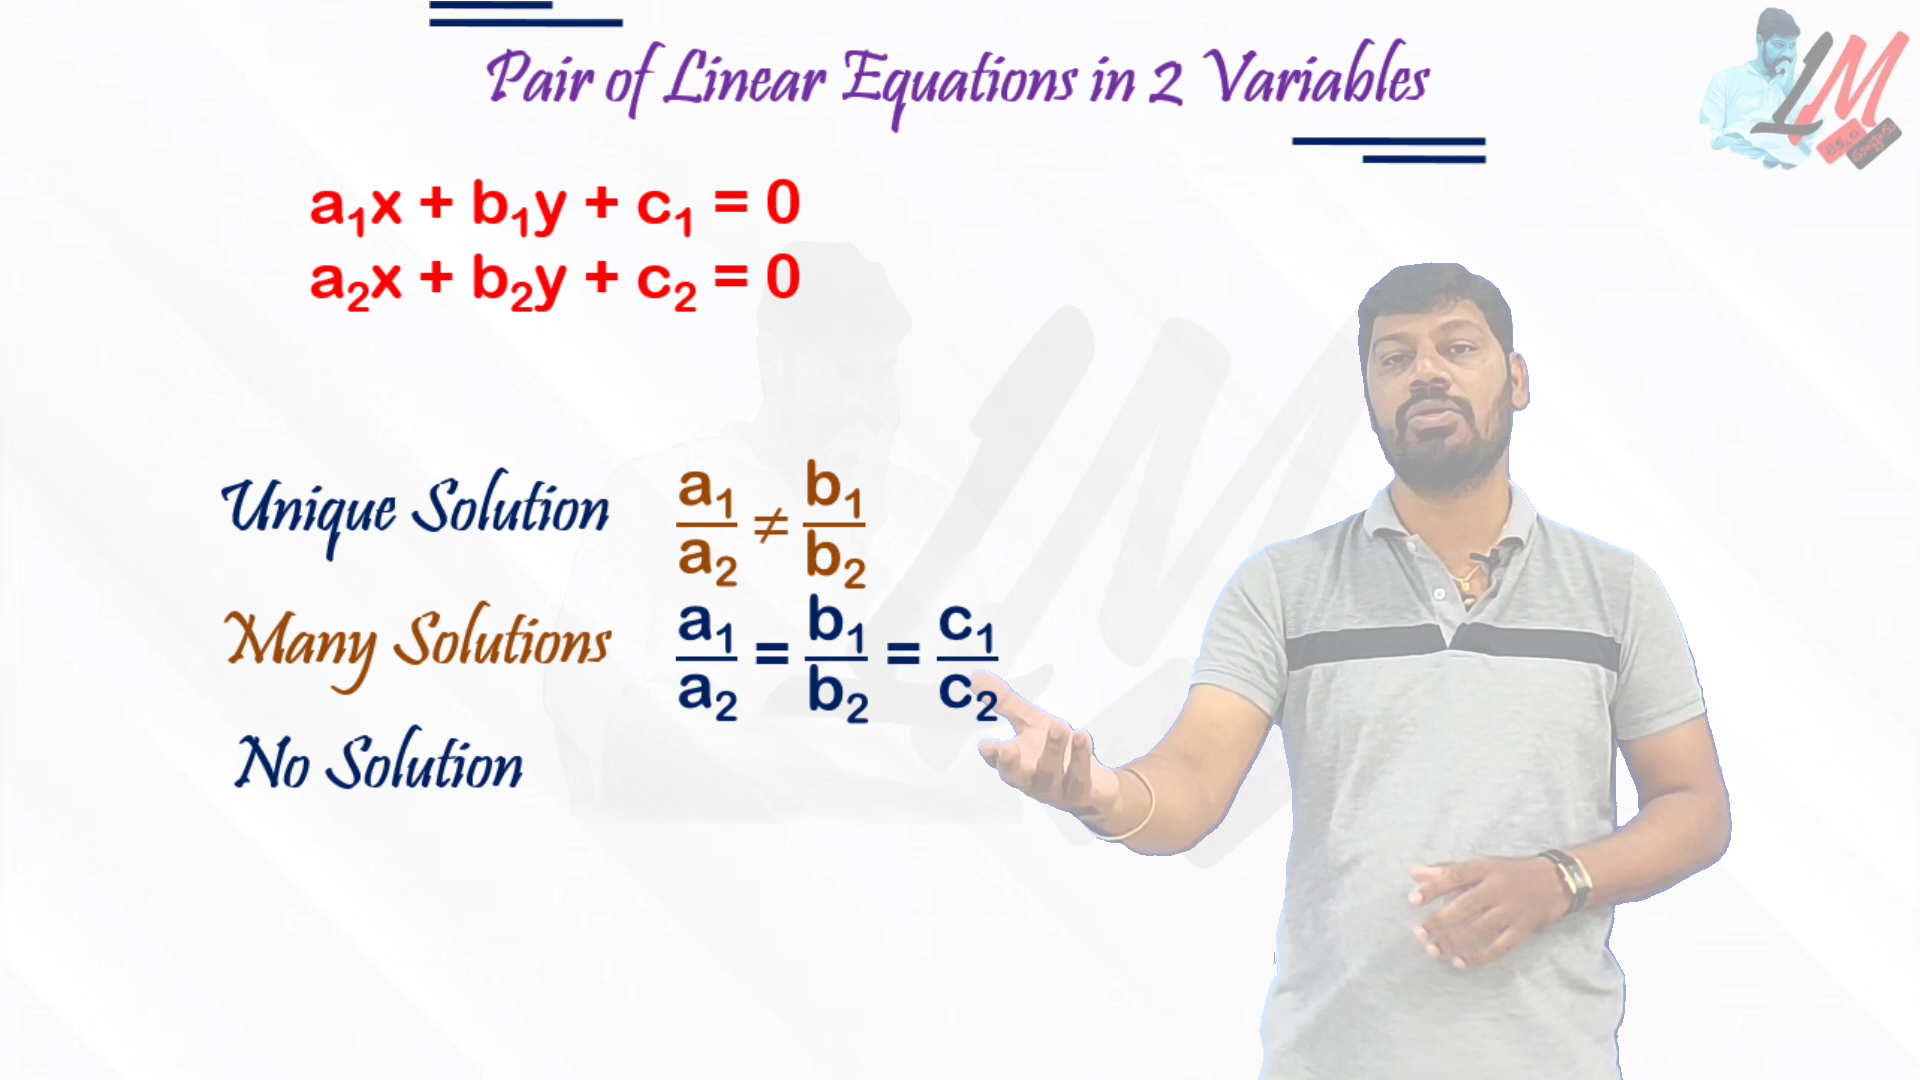 Pair of Linear Equations in 2 Variables
LM
a₁x + b₁y + c₁ = 0
a₂x + b₂y + c₂ = 0
Unique Solution a₁/a₂ ≠ b₁/b₂
Many Solutions a₁/a₂ = b₁/b₂ = c₁/c₂
No Solution